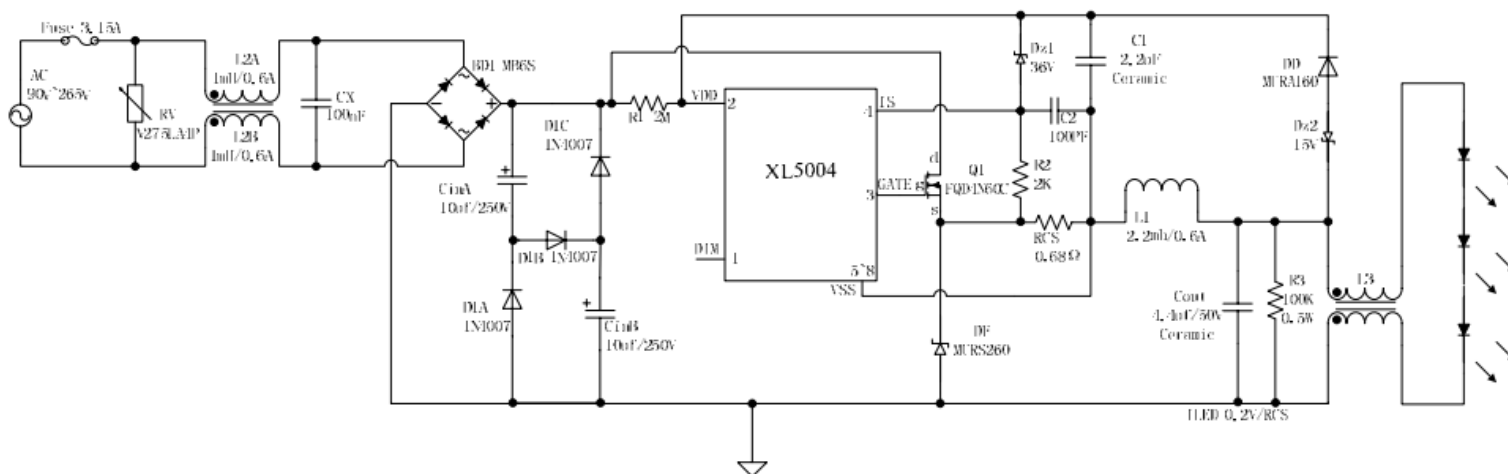 Fuse 3.15A
AC
90v~265v
RV
V275LA4P
L2A
1mH/0.6A
L2B
1mH/0.6A
CX
100nF
BD1 MB6S
D1C
1N4007
CinA
10uf/250V
D1B 1N4007
D1A
1N4007
CinB
10uf/250V
R1 2M
VDD
2
XL5004
IS
4
GATE
3
DIM
1
5~8
VSS
Dz1
36V
C1
Ceramic
C2
100PF
R2
2K
d
g
s
Q1
FQD4N60C
RCS
0.68Ω
L1
2.2mh/0.6A
DF
MURS260
DD
MURA160
Dz2
15V
Cout
4.4uf/50V
Ceramic
R3
100K
0.5W
L3
ILED 0.2V/RCS